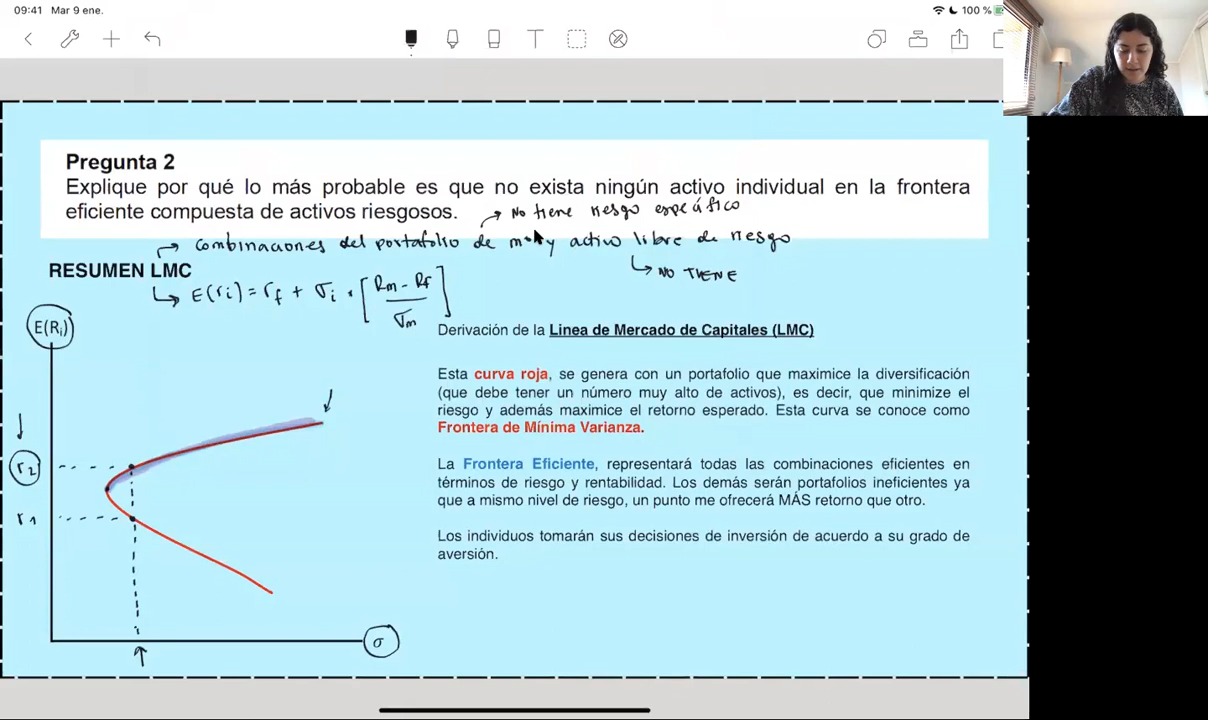 09:41 Mar 9 ene.
100 %
Pregunta 2
Explique por qué lo más probable es que no exista ningún activo individual en la frontera
eficiente compuesta de activos riesgosos.
→ No tiene riesgo específico
→ combinaciones del portafolio de m y activo libre de riesgo
↳ NO TIENE
RESUMEN LMC
↳ E(ri) = rf + σi · [Rm - Rf / σm]
E(Ri)
Derivación de la Linea de Mercado de Capitales (LMC)
Esta curva roja, se genera con un portafolio que maximice la diversificación
(que debe tener un número muy alto de activos), es decir, que minimize el
riesgo y además maximice el retorno esperado. Esta curva se conoce como
Frontera de Mínima Varianza.
La Frontera Eficiente, representará todas las combinaciones eficientes en
términos de riesgo y rentabilidad. Los demás serán portafolios ineficientes ya
que a mismo nivel de riesgo, un punto me ofrecerá MÁS retorno que otro.
Los individuos tomarán sus decisiones de inversión de acuerdo a su grado de
aversión.
r2
r1
σ